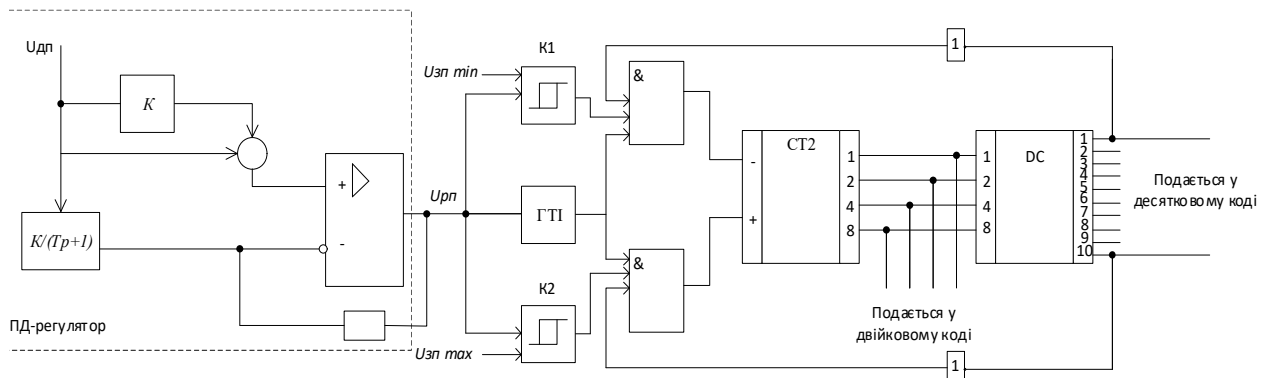 Uдп
K
K/(Tp+1)
ПД-регулятор
+
-
Uрп
Uзп min
К1
ГТІ
К2
Uзп max
&
&
-
+
CT2
1
2
4
8
1
2
4
8
DC
1
2
3
4
5
6
7
8
9
10
1
1
Подається у
двійковому коді
Подається у
десятковому коді